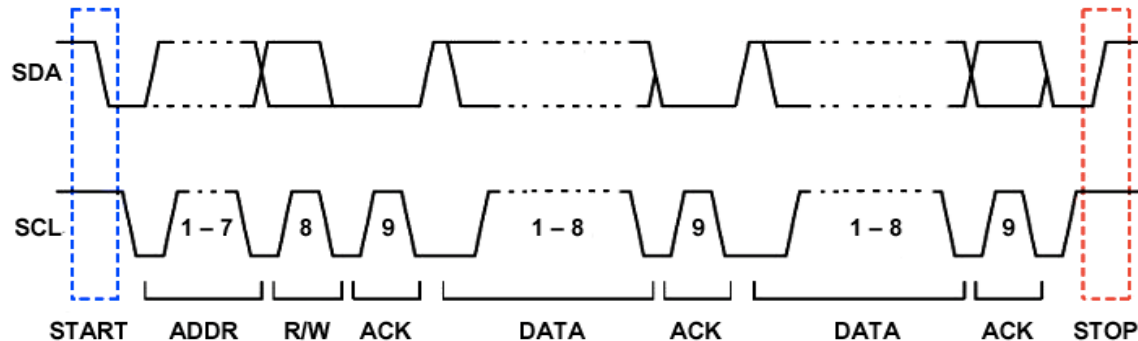 SDA
SCL 1 – 7 8 9 1 – 8 9 1 – 8 9
START ADDR R/W ACK DATA ACK DATA ACK STOP